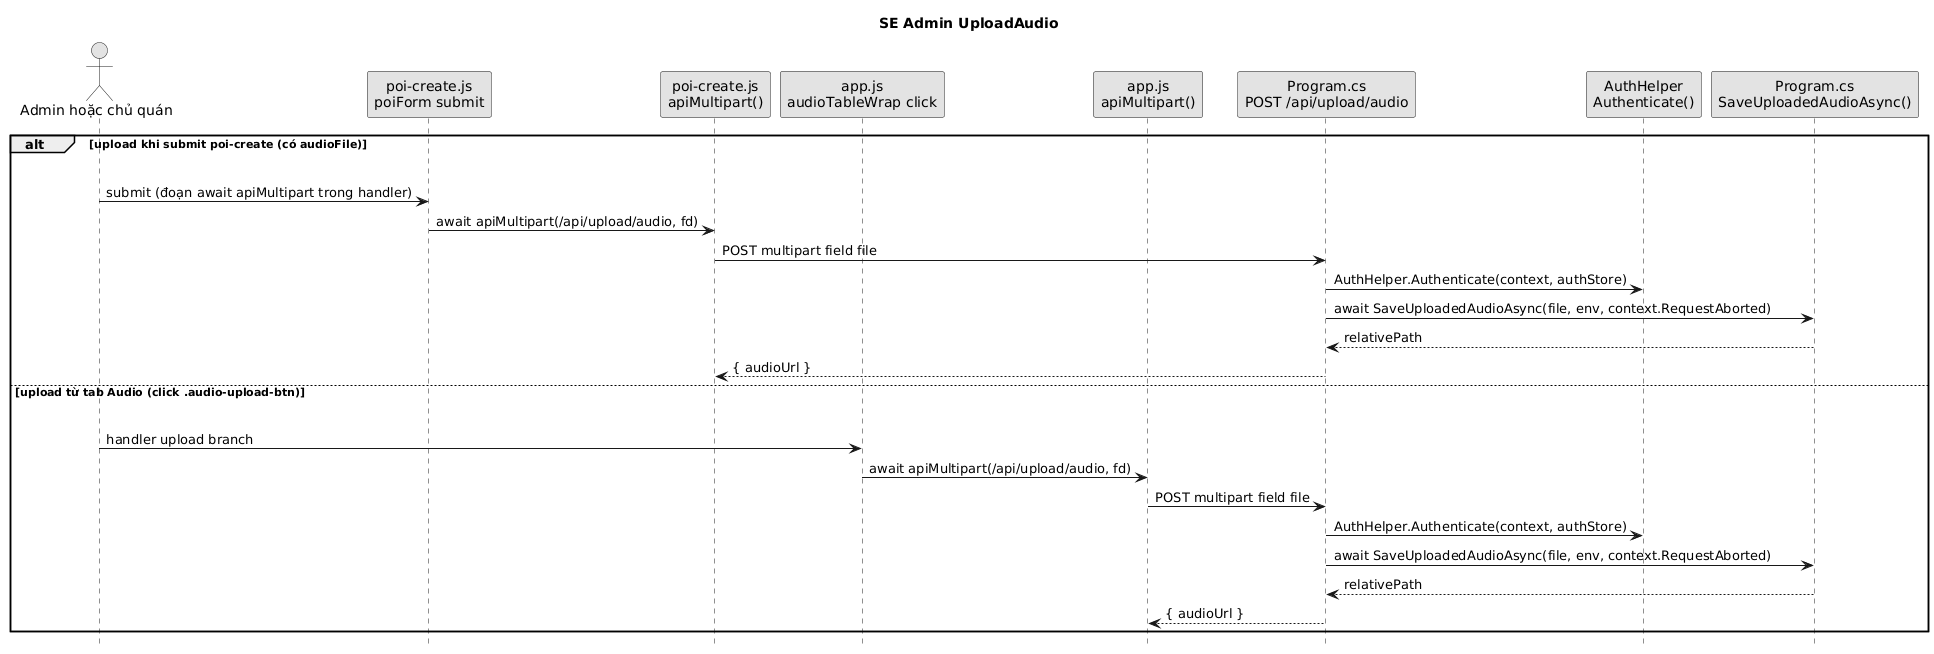 SE Admin UploadAudio
Admin hoặc chủ quán
poi-create.js
poiForm submit
poi-create.js
apiMultipart()
app.js
audioTableWrap click
app.js
apiMultipart()
Program.cs
POST /api/upload/audio
AuthHelper
Authenticate()
Program.cs
SaveUploadedAudioAsync()
alt [upload khi submit poi-create (có audioFile)]
submit (đoạn await apiMultipart trong handler)
await apiMultipart(/api/upload/audio, fd)
POST multipart field file
AuthHelper.Authenticate(context, authStore)
await SaveUploadedAudioAsync(file, env, context.RequestAborted)
relativePath
{ audioUrl }
[upload từ tab Audio (click .audio-upload-btn)]
handler upload branch
await apiMultipart(/api/upload/audio, fd)
POST multipart field file
AuthHelper.Authenticate(context, authStore)
await SaveUploadedAudioAsync(file, env, context.RequestAborted)
relativePath
{ audioUrl }